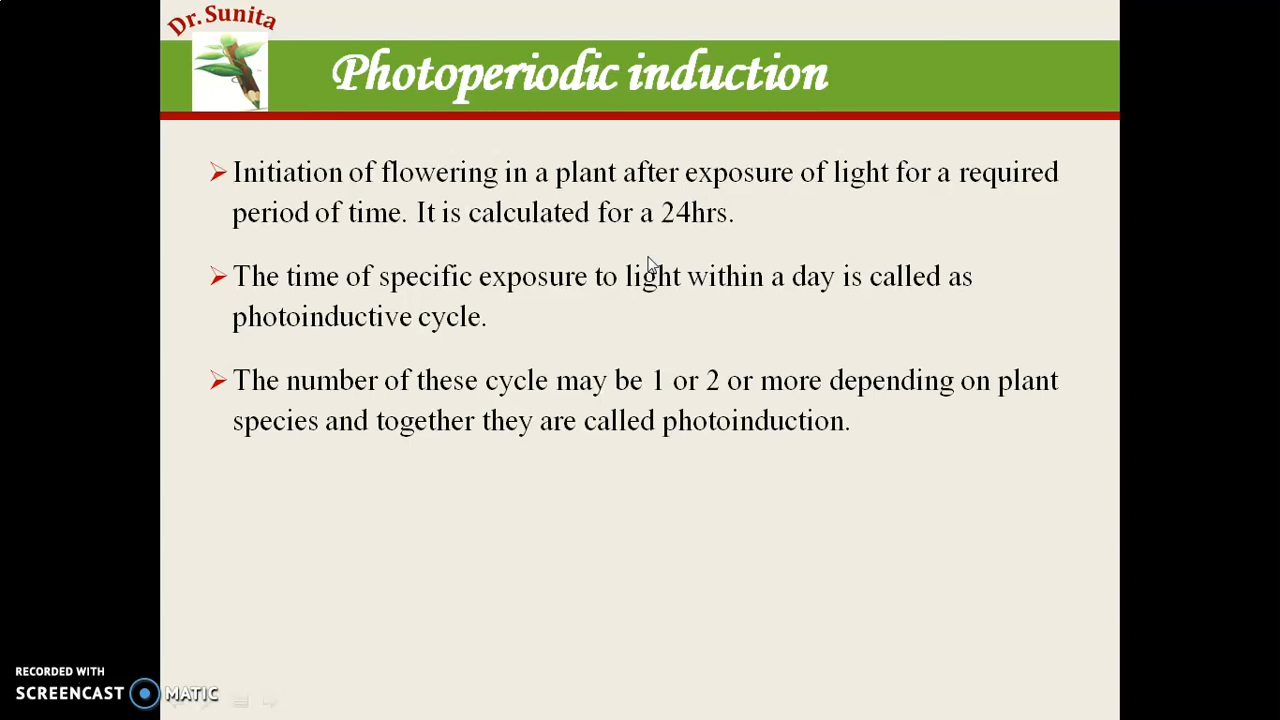 Dr. Sunita
Photoperiodic induction
Initiation of flowering in a plant after exposure of light for a required
period of time. It is calculated for a 24hrs.
The time of specific exposure to light within a day is called as
photoinductive cycle.
The number of these cycle may be 1 or 2 or more depending on plant
species and together they are called photoinduction.
RECORDED WITH
SCREENCAST MATIC